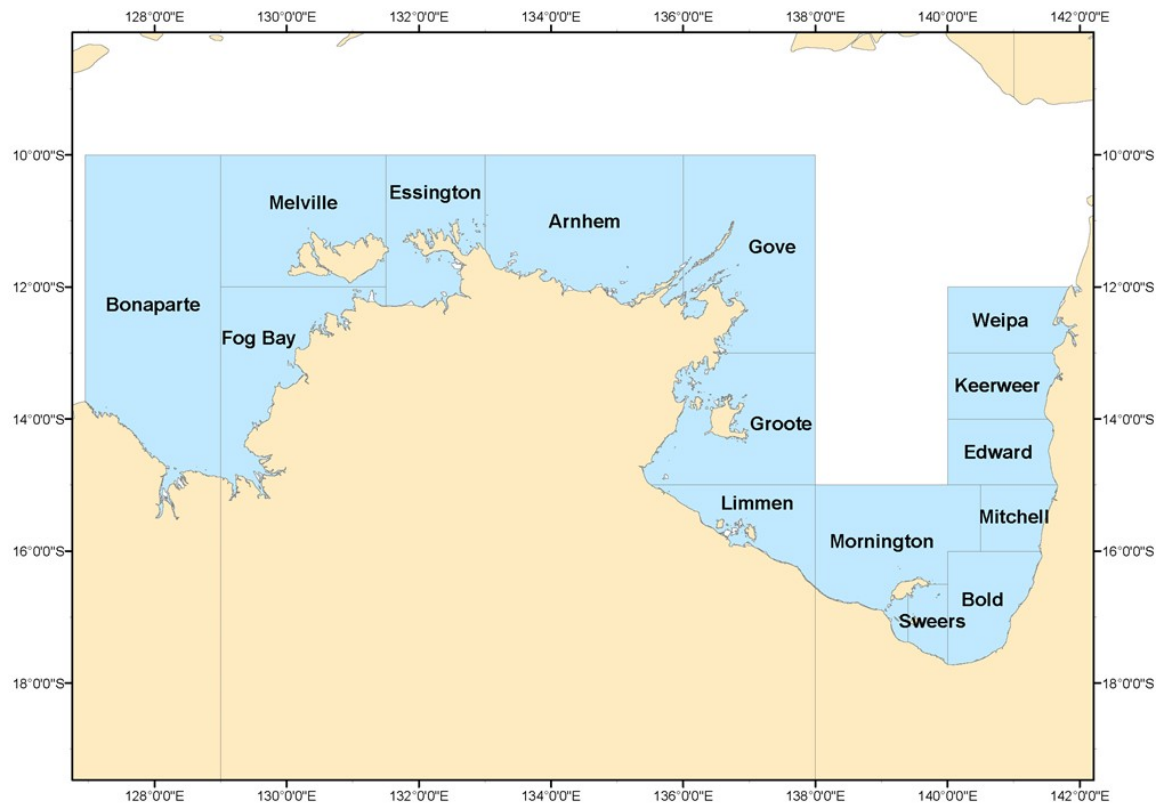 128°0'0"E 130°0'0"E 132°0'0"E 134°0'0"E 136°0'0"E 138°0'0"E 140°0'0"E 142°0'0"E
10°0'0"S 10°0'0"S
Essington
Melville
Arnhem
Gove
12°0'0"S 12°0'0"S
Bonaparte
Weipa
Fog Bay
Keerweer
14°0'0"S 14°0'0"S
Groote
Edward
Limmen
Mitchell
Mornington
16°0'0"S 16°0'0"S
Bold
Sweers
18°0'0"S 18°0'0"S
128°0'0"E 130°0'0"E 132°0'0"E 134°0'0"E 136°0'0"E 138°0'0"E 140°0'0"E 142°0'0"E